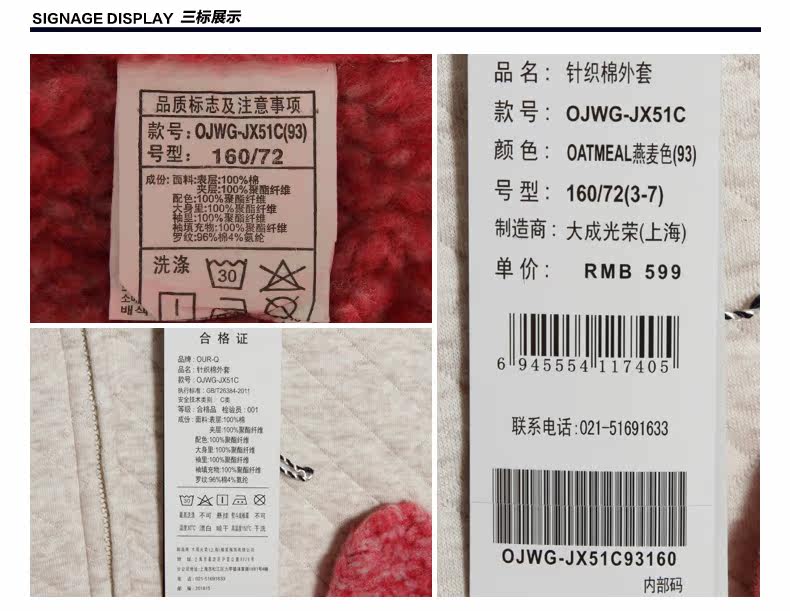 SIGNAGE DISPLAY 三标展示
品质标志及注意事项
款号: OJWG-JX51C(93)
号型: 160/72
成份: 面料:表层:100%棉
夹层:100%聚酯纤维
配色:100%聚酯纤维
大身里:100%聚酯纤维
袖里:100%聚酯纤维
袖填充物:100%聚酯纤维
罗纹:96%棉4%氨纶
洗涤
30
소배
배색
合格证
品牌: OUR-Q
品名: 针织棉外套
款号: OJWG-JX51C
执行标准: GB/T26384-2011
安全技术类别: C类
等级: 合格品 检验员: 001
成份: 面料:表层:100%棉
夹层:100%聚酯纤维
配色:100%聚酯纤维
大身里:100%聚酯纤维
袖里:100%聚酯纤维
袖填充物:100%聚酯纤维
罗纹:96%棉4%氨纶
电 话: 021-51691633
品名: 针织棉外套
款号: OJWG-JX51C
颜色: OATMEAL燕麦色(93)
号型: 160/72(3-7)
制造商: 大成光荣(上海)
单价: RMB 599
6 945554 117405
联系电话:021-51691633
OJWG-JX51C93160
内部码